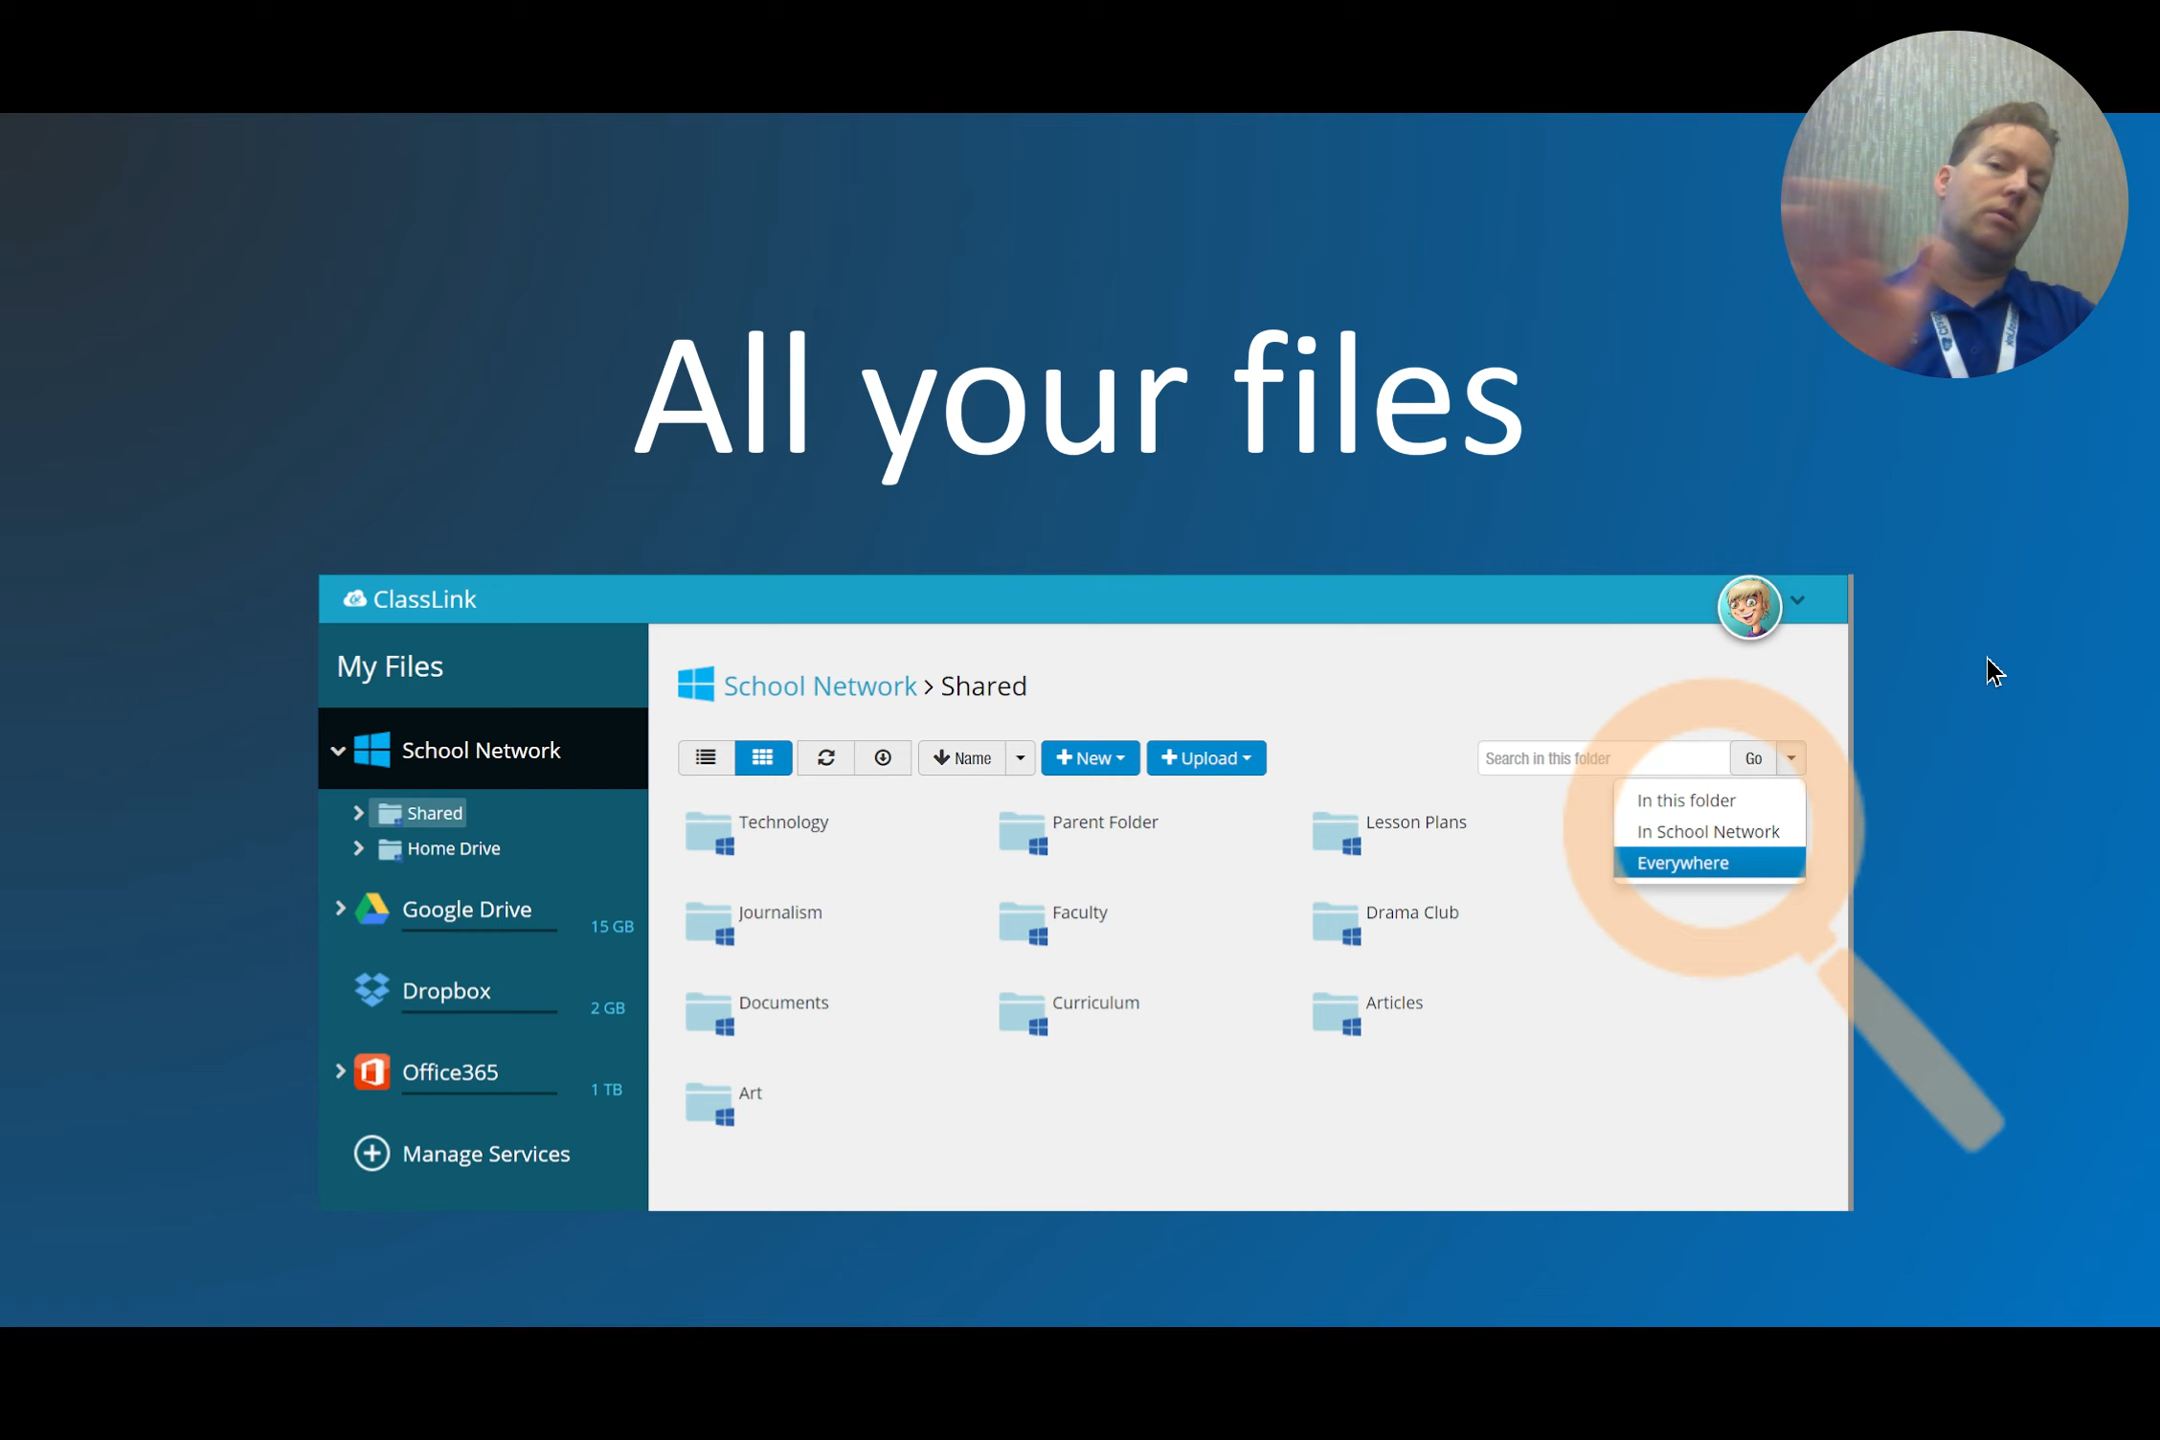 All your files
ClassLink
My Files
School Network > Shared
School Network
Name
New
Upload
Search in this folder
Go
In this folder
In School Network
Everywhere
Shared
Home Drive
Google Drive
15 GB
Dropbox
2 GB
Office365
1 TB
Manage Services
Technology
Parent Folder
Lesson Plans
Journalism
Faculty
Drama Club
Documents
Curriculum
Articles
Art